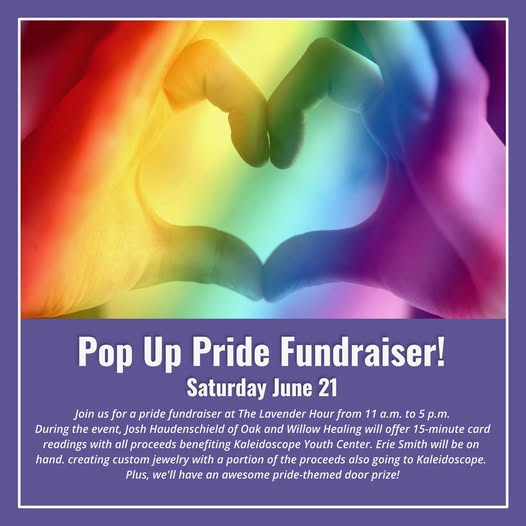 Pop Up Pride Fundraiser!
Saturday June 21
Join us for a pride fundraiser at The Lavender Hour from 11 a.m. to 5 p.m.
During the event, Josh Haudenschield of Oak and Willow Healing will offer 15-minute card
readings with all proceeds benefiting Kaleidoscope Youth Center. Erie Smith will be on
hand. creating custom jewelry with a portion of the proceeds also going to Kaleidoscope.
Plus, we'll have an awesome pride-themed door prize!